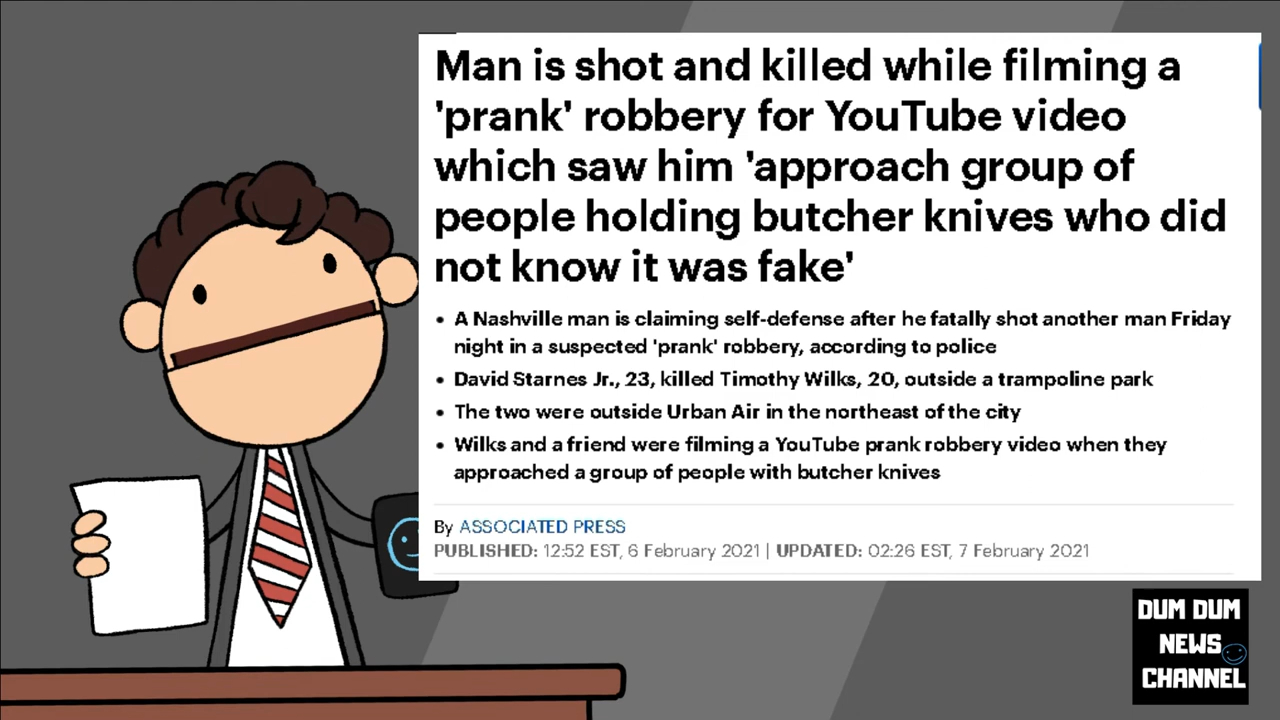 Man is shot and killed while filming a
'prank' robbery for YouTube video
which saw him 'approach group of
people holding butcher knives who did
not know it was fake'
• A Nashville man is claiming self-defense after he fatally shot another man Friday
night in a suspected 'prank' robbery, according to police
• David Starnes Jr., 23, killed Timothy Wilks, 20, outside a trampoline park
• The two were outside Urban Air in the northeast of the city
• Wilks and a friend were filming a YouTube prank robbery video when they
approached a group of people with butcher knives
By ASSOCIATED PRESS
PUBLISHED: 12:52 EST, 6 February 2021 | UPDATED: 02:26 EST, 7 February 2021
DUM DUM
NEWS
CHANNEL